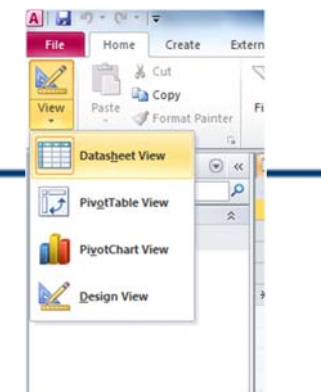 A
File Home Create Extern
View Paste Cut
Copy
Format Painter
Fi
Datasheet View
PivotTable View
PivotChart View
Design View